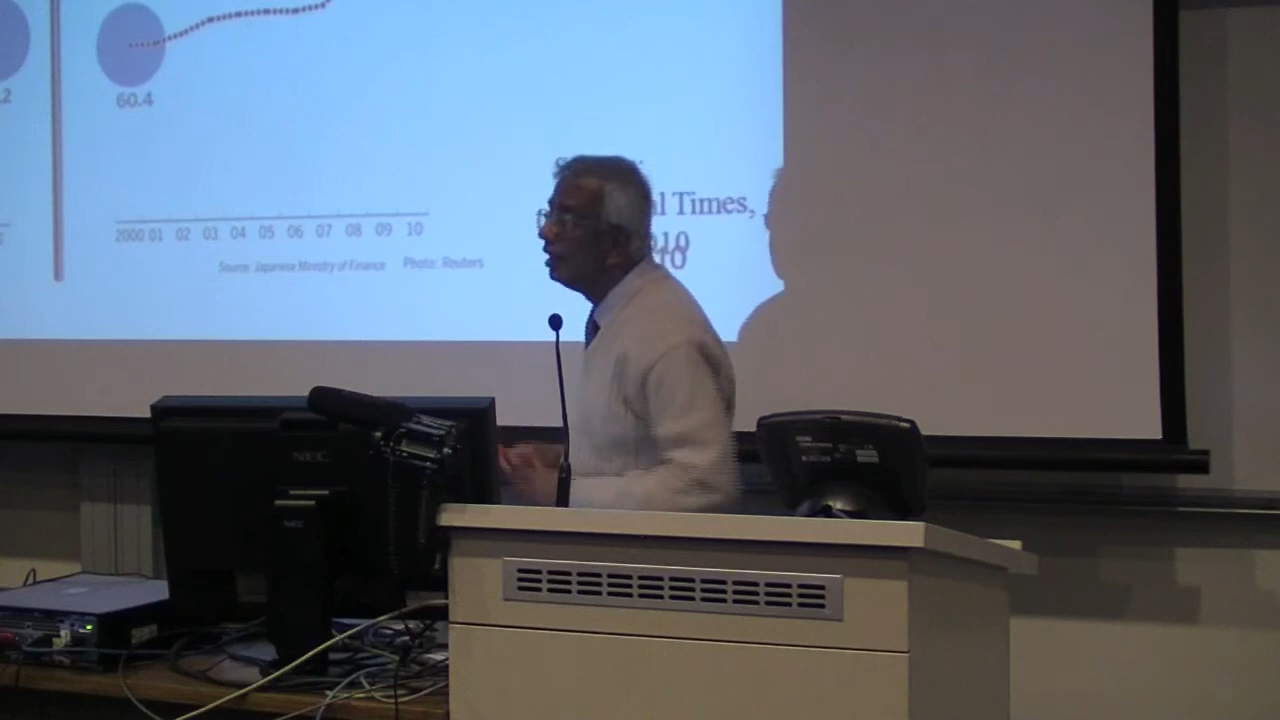 .2
60.4
2000 01 02 03 04 05 06 07 08 09 10
Source: Japanese Ministry of Finance Photo: Reuters
l Times,
10
NEC
NEC